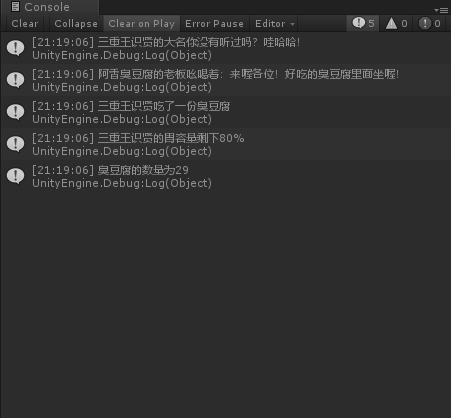 Console
Clear Collapse Clear on Play Error Pause Editor 5 0 0
[21:19:06] 三重王识贤的大名你没有听过吗？哇哈哈！
UnityEngine.Debug:Log(Object)
[21:19:06] 阿香臭豆腐的老板吆喝着：来喔各位！好吃的臭豆腐里面坐喔！
UnityEngine.Debug:Log(Object)
[21:19:06] 三重王识贤吃了一份臭豆腐
UnityEngine.Debug:Log(Object)
[21:19:06] 三重王识贤的胃容量剩下80%
UnityEngine.Debug:Log(Object)
[21:19:06] 臭豆腐的数量为29
UnityEngine.Debug:Log(Object)